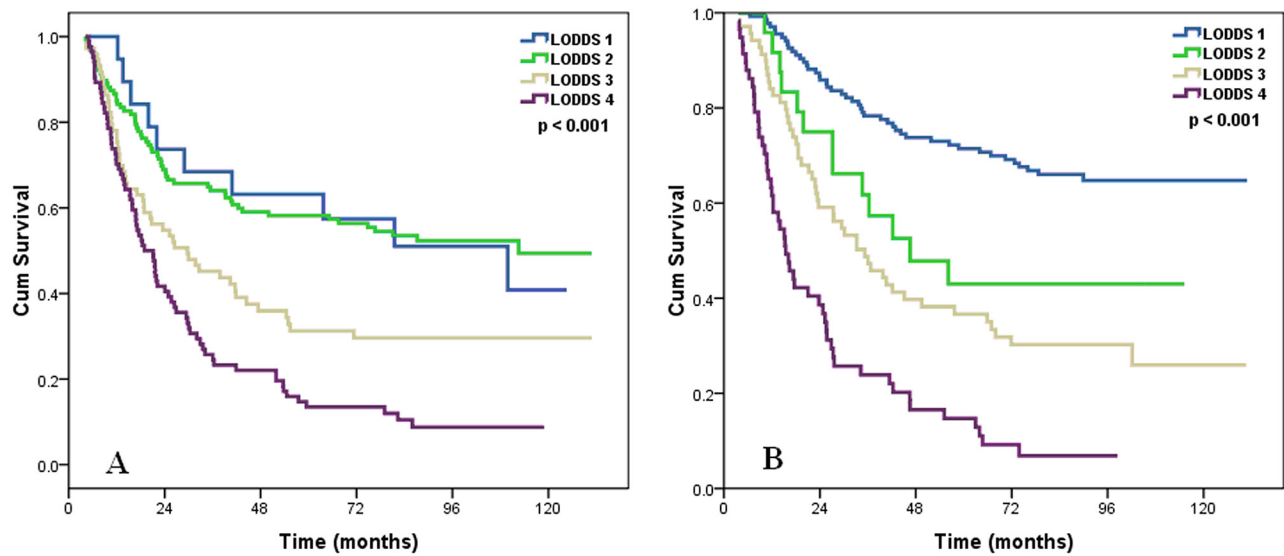 LODDS 1
LODDS 2
LODDS 3
LODDS 4
p < 0.001
1.0
0.8
0.6
0.4
0.2
0.0
Cum Survival
A
0 24 48 72 96 120
Time (months)
LODDS 1
LODDS 2
LODDS 3
LODDS 4
p < 0.001
1.0
0.8
0.6
0.4
0.2
0.0
Cum Survival
B
0 24 48 72 96 120
Time (months)